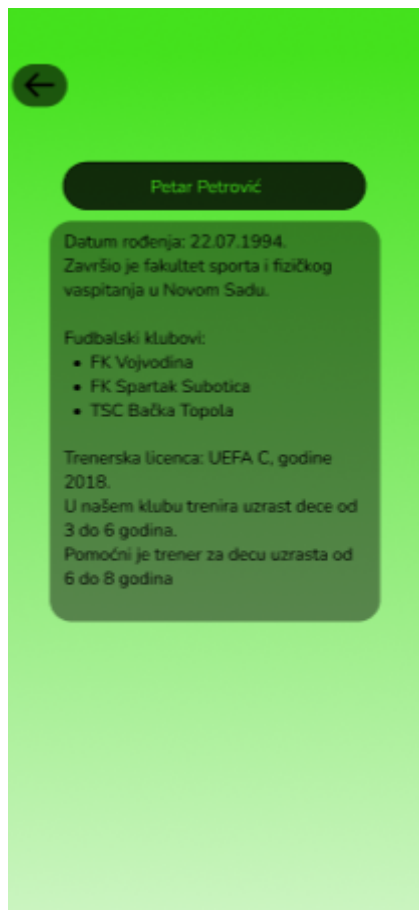 Petar Petrović
Datum rođenja: 22.07.1994.
Završio je fakultet sporta i fizičkog
vaspitanja u Novom Sadu.
Fudbalski klubovi:
• FK Vojvodina
• FK Spartak Subotica
• TSC Bačka Topola
Trenerska licenca: UEFA C, godine
2018.
U našem klubu trenira uzrast dece od
3 do 6 godina.
Pomoćni je trener za decu uzrasta od
6 do 8 godina